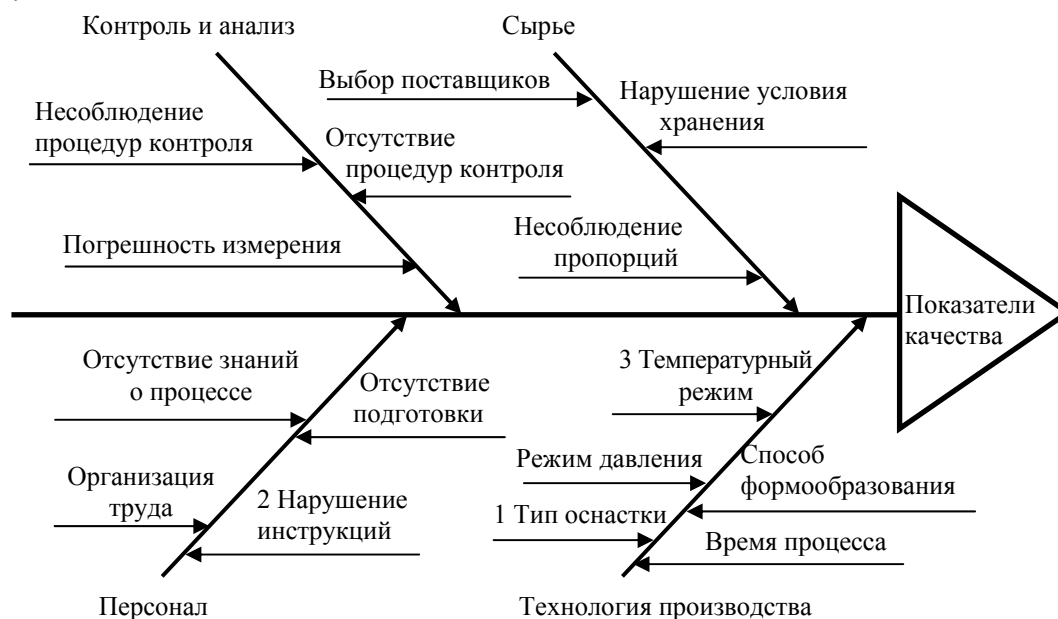 Контроль и анализ
Сырье
Выбор поставщиков
Нарушение условия
хранения
Несоблюдение
процедур контроля
Отсутствие
процедур контроля
Погрешность измерения
Несоблюдение
пропорций
Показатели
качества
Отсутствие знаний
о процессе
Отсутствие
подготовки
3 Температурный
режим
Организация
труда
2 Нарушение
инструкций
Режим давления
Способ
формообразования
1 Тип оснастки
Время процесса
Персонал
Технология производства